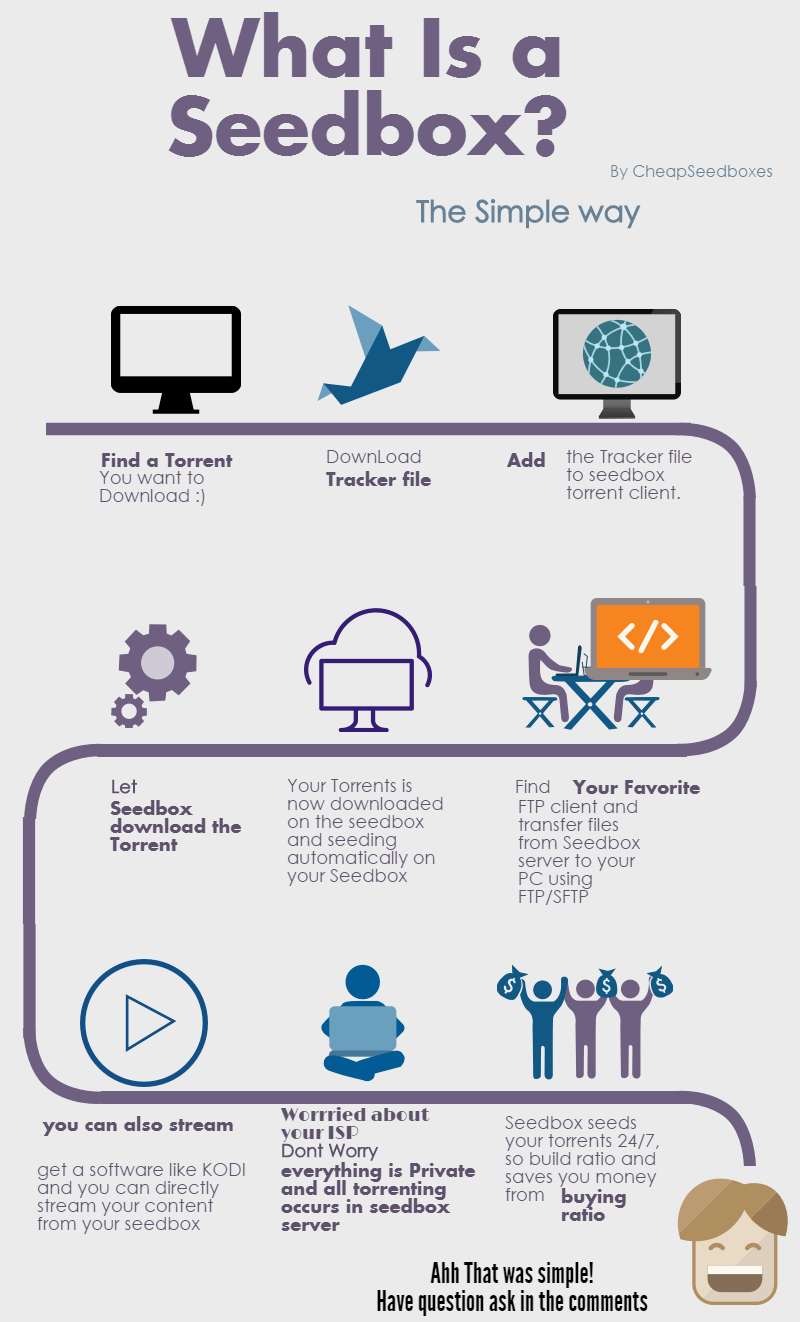 What Is a
Seedbox?
By CheapSeedboxes
The Simple way
Find a Torrent
You want to
Download :)
DownLoad
Tracker file
Add the Tracker file
to seedbox
torrent client.
Let
Seedbox
download the
Torrent
Your Torrents is
now downloaded
on the seedbox
and seeding
automatically on
your Seedbox
Find Your Favorite
FTP client and
transfer files
from Seedbox
server to your
PC using
FTP/SFTP
you can also stream
get a software like KODI
and you can directly
stream your content
from your seedbox
Worrried about
your ISP
Dont Worry
everything is Private
and all torrenting
occurs in seedbox
server
Seedbox seeds
your torrents 24/7,
so build ratio and
saves you money
from buying
ratio
Ahh That was simple!
Have question ask in the comments